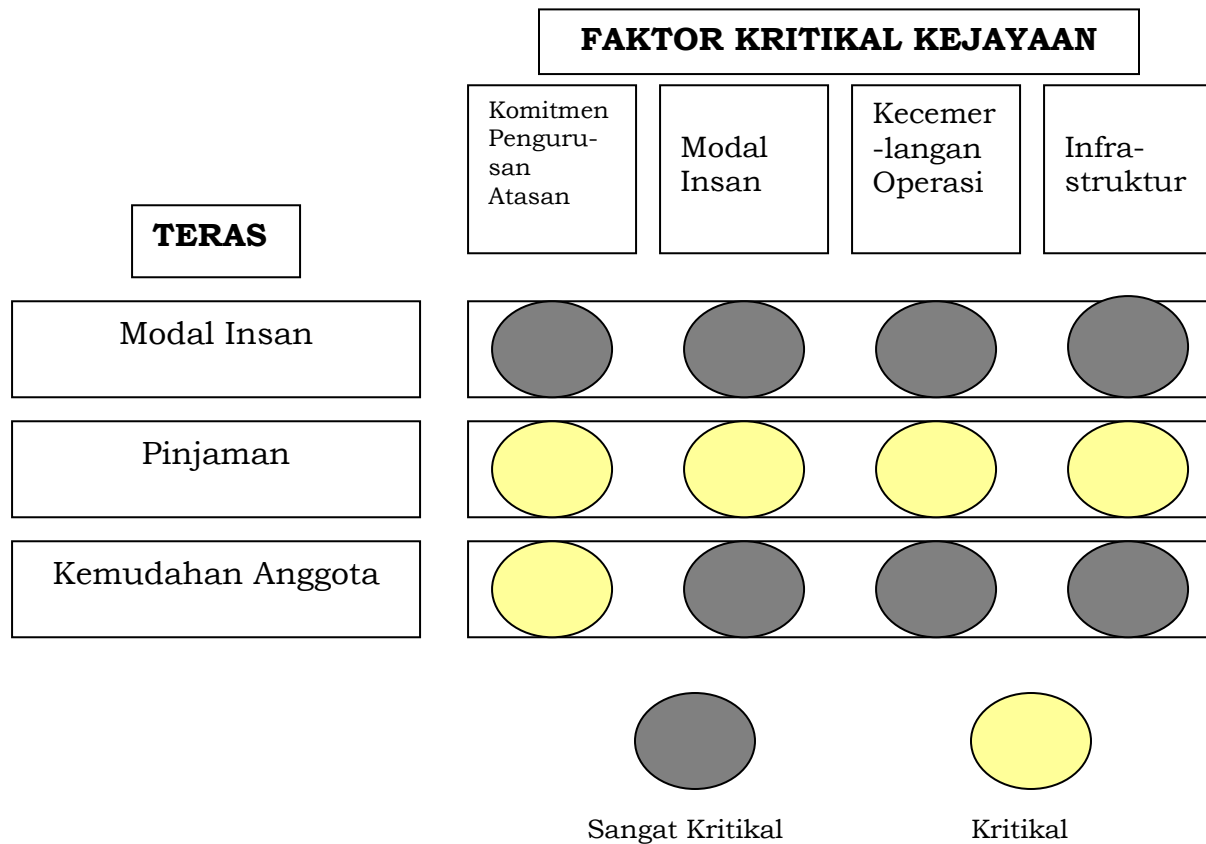 FAKTOR KRITIKAL KEJAYAAN
Komitmen
Penguru-
san
Atasan
Modal
Insan
Kecemer
-langan
Operasi
Infra-
struktur
TERAS
Modal Insan
Pinjaman
Kemudahan Anggota
Sangat Kritikal
Kritikal